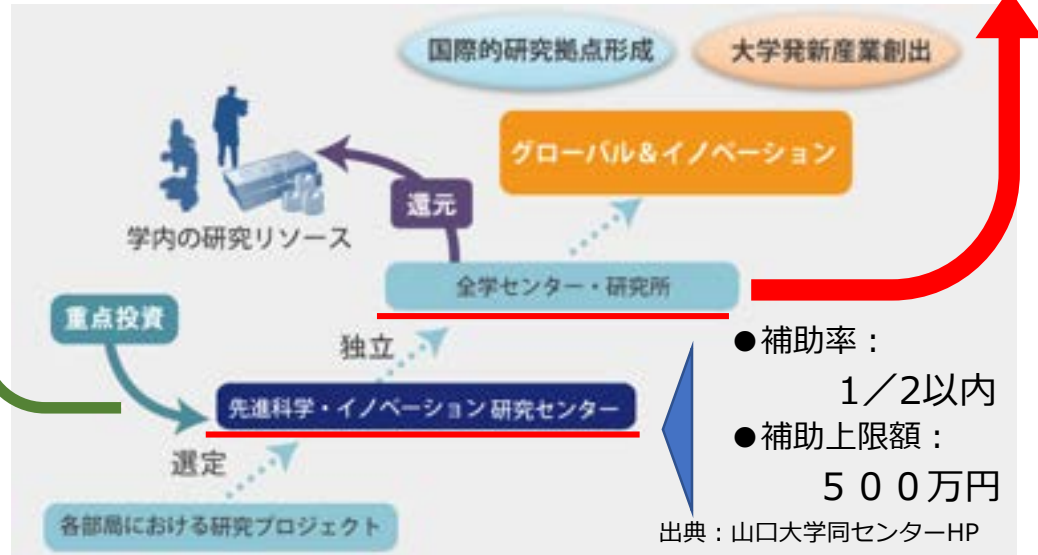 国際的研究拠点形成
大学発新産業創出
グローバル&イノベーション
還元
学内の研究リソース
全学センター・研究所
重点投資
独立
先進科学・イノベーション研究センター
選定
各部局における研究プロジェクト
●補助率：
1／2以内
●補助上限額：
５００万円
出典：山口大学同センターHP